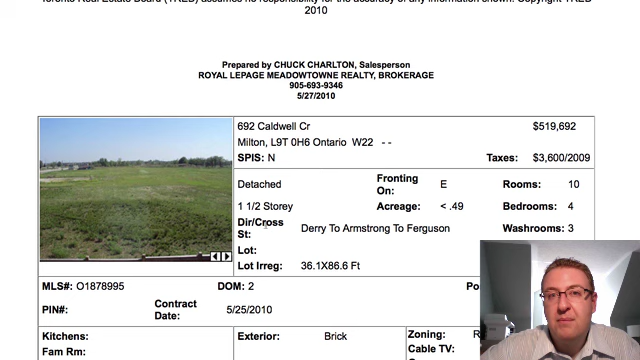 Toronto Real Estate Board (TREB) assumes no responsibility for the accuracy of any information shown. Copyright TREB
2010
Prepared by CHUCK CHARLTON, Salesperson
ROYAL LEPAGE MEADOWTOWNE REALTY, BROKERAGE
905-693-9346
5/27/2010
692 Caldwell Cr $519,692
Milton, L9T 0H6 Ontario W22 - -
SPIS: N Taxes: $3,600/2009
Detached Fronting On: E Rooms: 10
1 1/2 Storey Acreage: < .49 Bedrooms: 4
Dir/Cross St: Derry To Armstrong To Ferguson Washrooms: 3
Lot:
Lot Irreg: 36.1X86.6 Ft
MLS#: O1878995 DOM: 2
PIN#: Contract Date: 5/25/2010
Kitchens: Exterior: Brick Zoning:
Fam Rm: Cable TV: